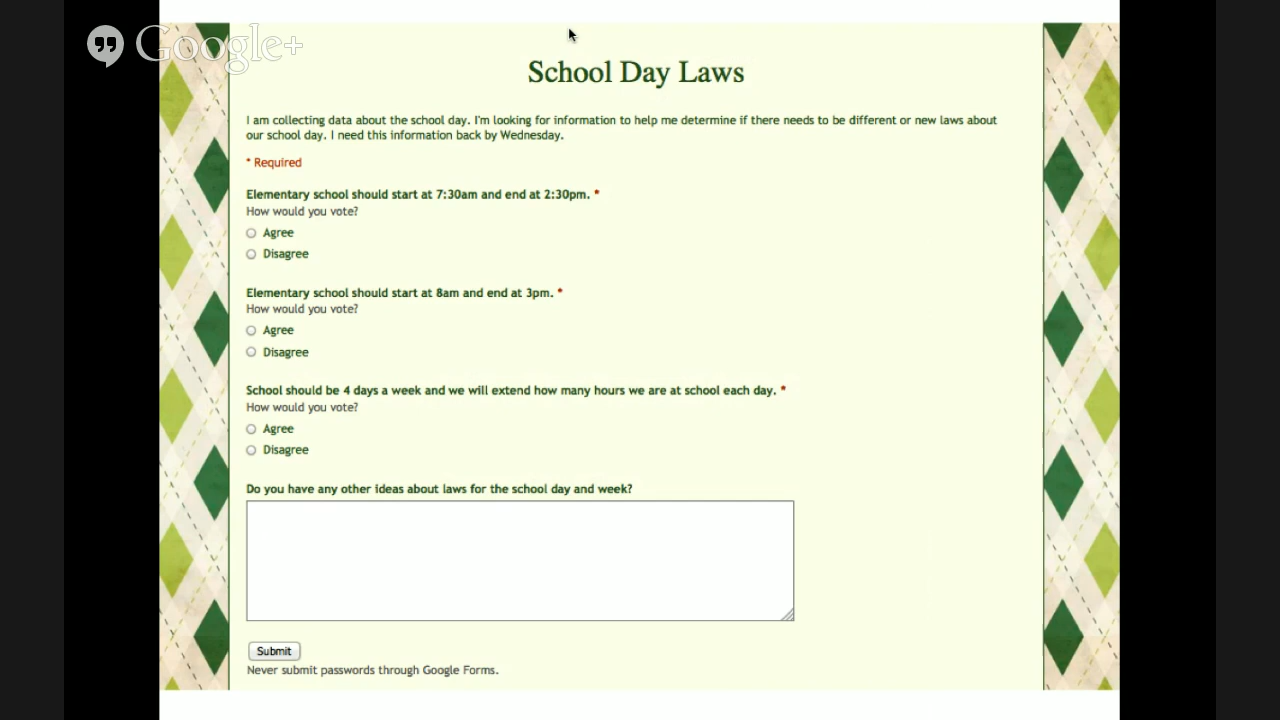 Google+
School Day Laws
I am collecting data about the school day. I'm looking for information to help me determine if there needs to be different or new laws about
our school day. I need this information back by Wednesday.
* Required
Elementary school should start at 7:30am and end at 2:30pm. *
How would you vote?
Agree
Disagree
Elementary school should start at 8am and end at 3pm. *
How would you vote?
Agree
Disagree
School should be 4 days a week and we will extend how many hours we are at school each day. *
How would you vote?
Agree
Disagree
Do you have any other ideas about laws for the school day and week?
Submit
Never submit passwords through Google Forms.